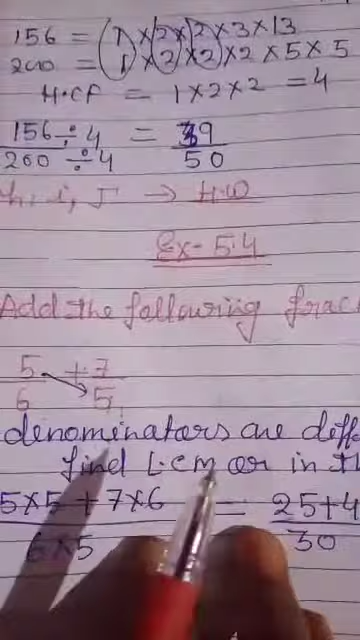 156 = 1 × 2 × 2 × 3 × 13
200 = 1 × 2 × 2 × 2 × 5 × 5
H.C.F = 1×2×2 = 4
156 ÷ 4 = 39
200 ÷ 4 50
h, i, j → H.W
Ex- 5.4
Add the following frac
5 + 7
6 5
denominators are diffe
find L.C.M or in th
5×5 + 7×6 = 25+4
6×5 30